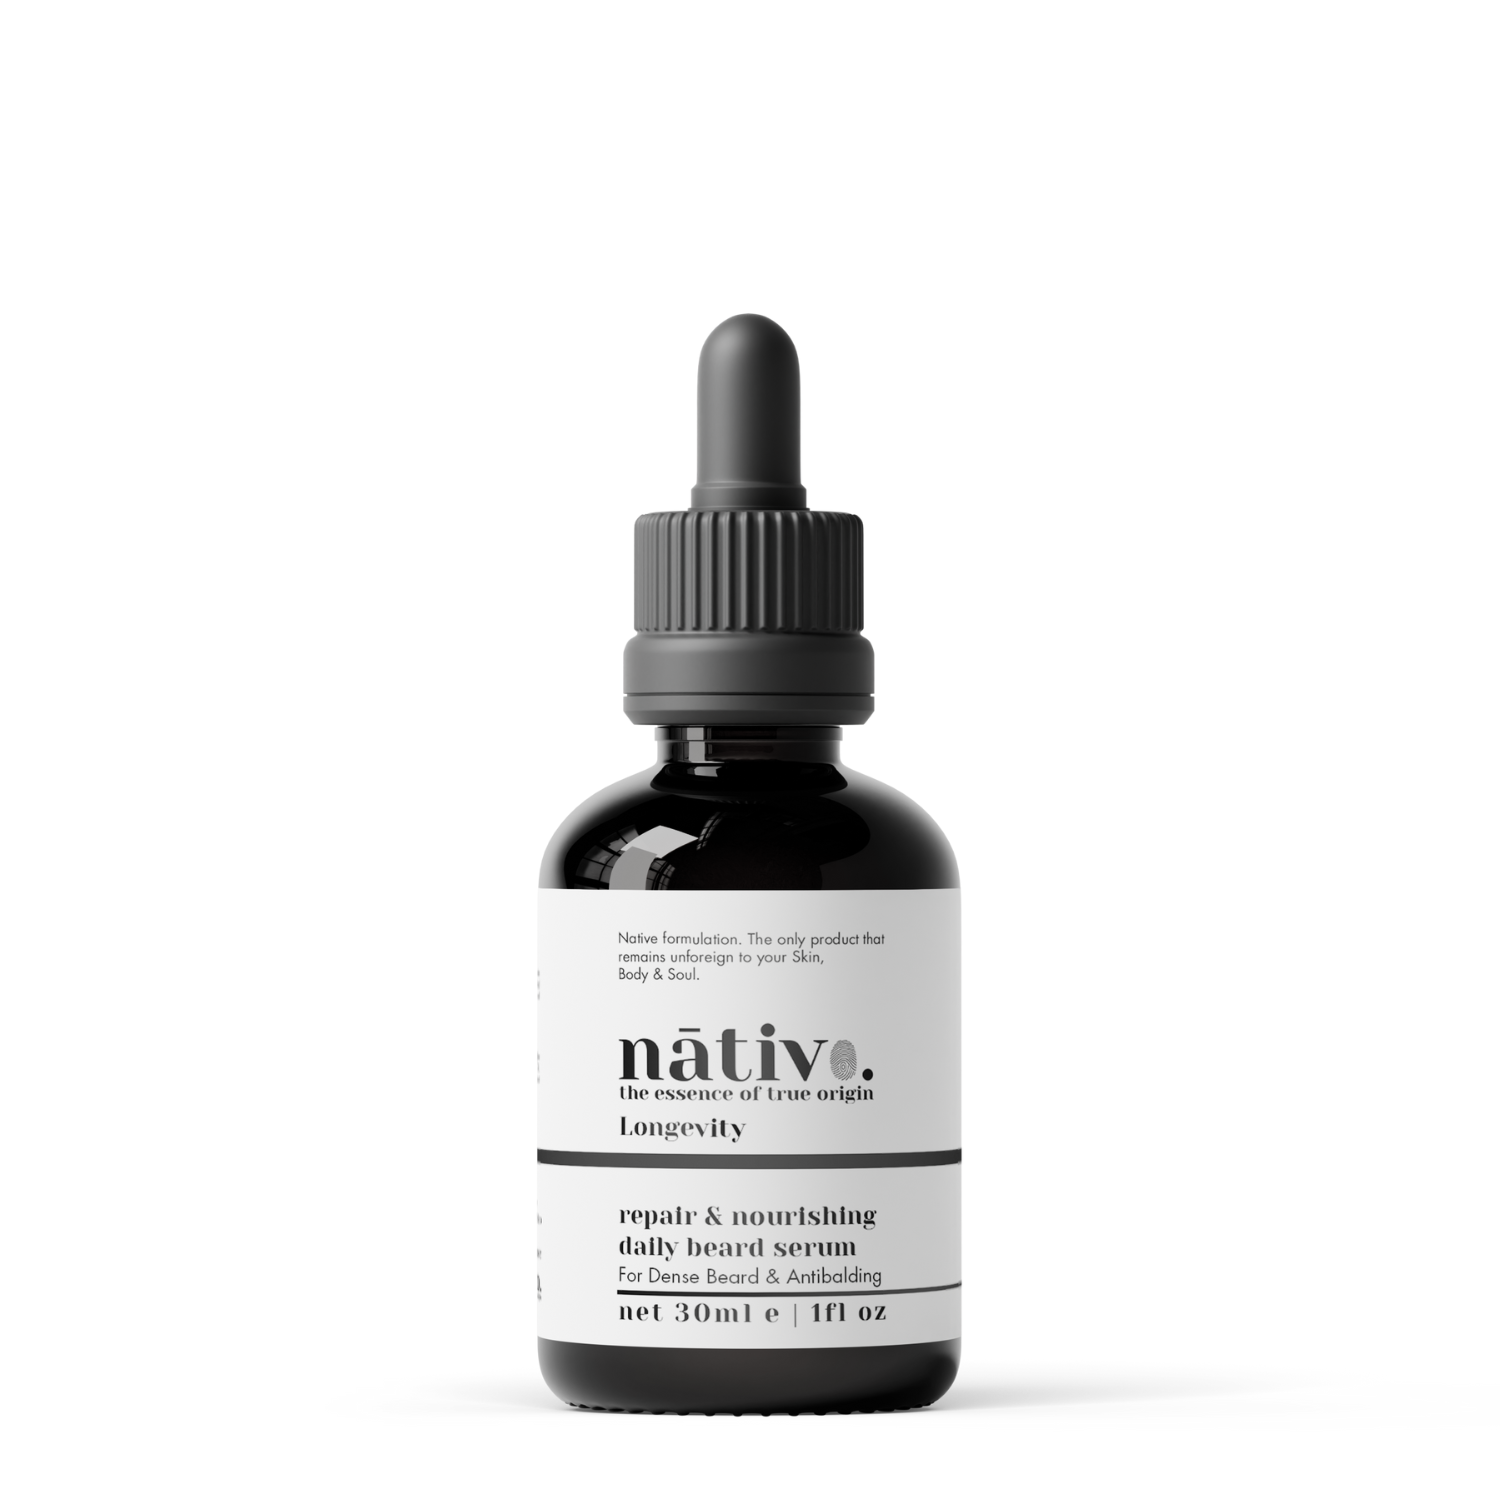 Native formulation. The only product that
remains unforeign to your Skin,
Body & Soul.
nātivo.
the essence of true origin
Longevity
repair & nourishing
daily beard serum
For Dense Beard & Antibalding
net 30ml e | 1fl oz